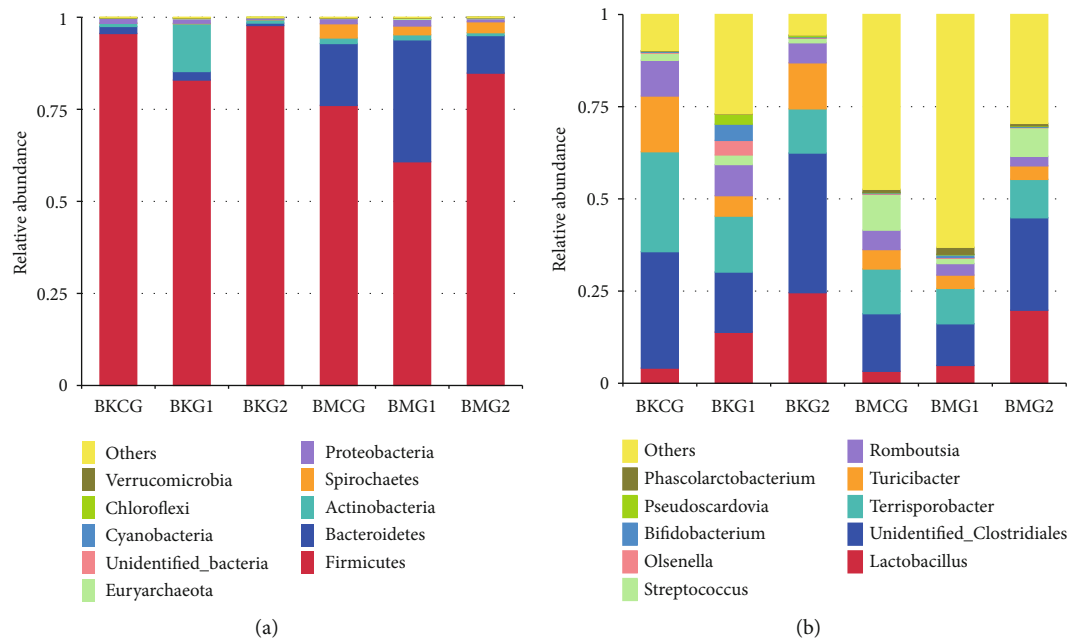 1
0.75
0.5
0.25
0
Relative abundance
BKCG BKG1 BKG2 BMCG BMG1 BMG2
Others
Verrucomicrobia
Chloroflexi
Cyanobacteria
Unidentified_bacteria
Euryarchaeota
Proteobacteria
Spirochaetes
Actinobacteria
Bacteroidetes
Firmicutes
(a)
1
0.75
0.5
0.25
0
Relative abundance
BKCG BKG1 BKG2 BMCG BMG1 BMG2
Others
Phascolarctobacterium
Pseudoscardovia
Bifidobacterium
Olsenella
Streptococcus
Romboutsia
Turicibacter
Terrisporobacter
Unidentified_Clostridiales
Lactobacillus
(b)